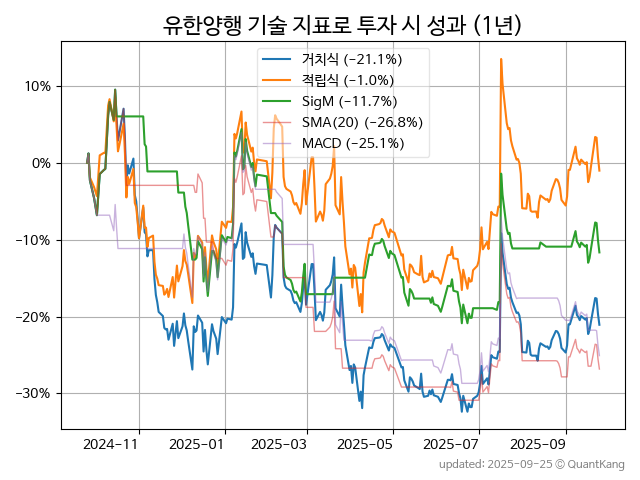 유한양행 기술 지표로 투자 시 성과 (1년)
거치식 (−21.1%)
적립식 (−1.0%)
SigM (−11.7%)
SMA(20) (−26.8%)
MACD (−25.1%)
10%
0%
−10%
−20%
−30%
2024−11 2025−01 2025−03 2025−05 2025−07 2025−09
updated: 2025−09−25 © QuantKang